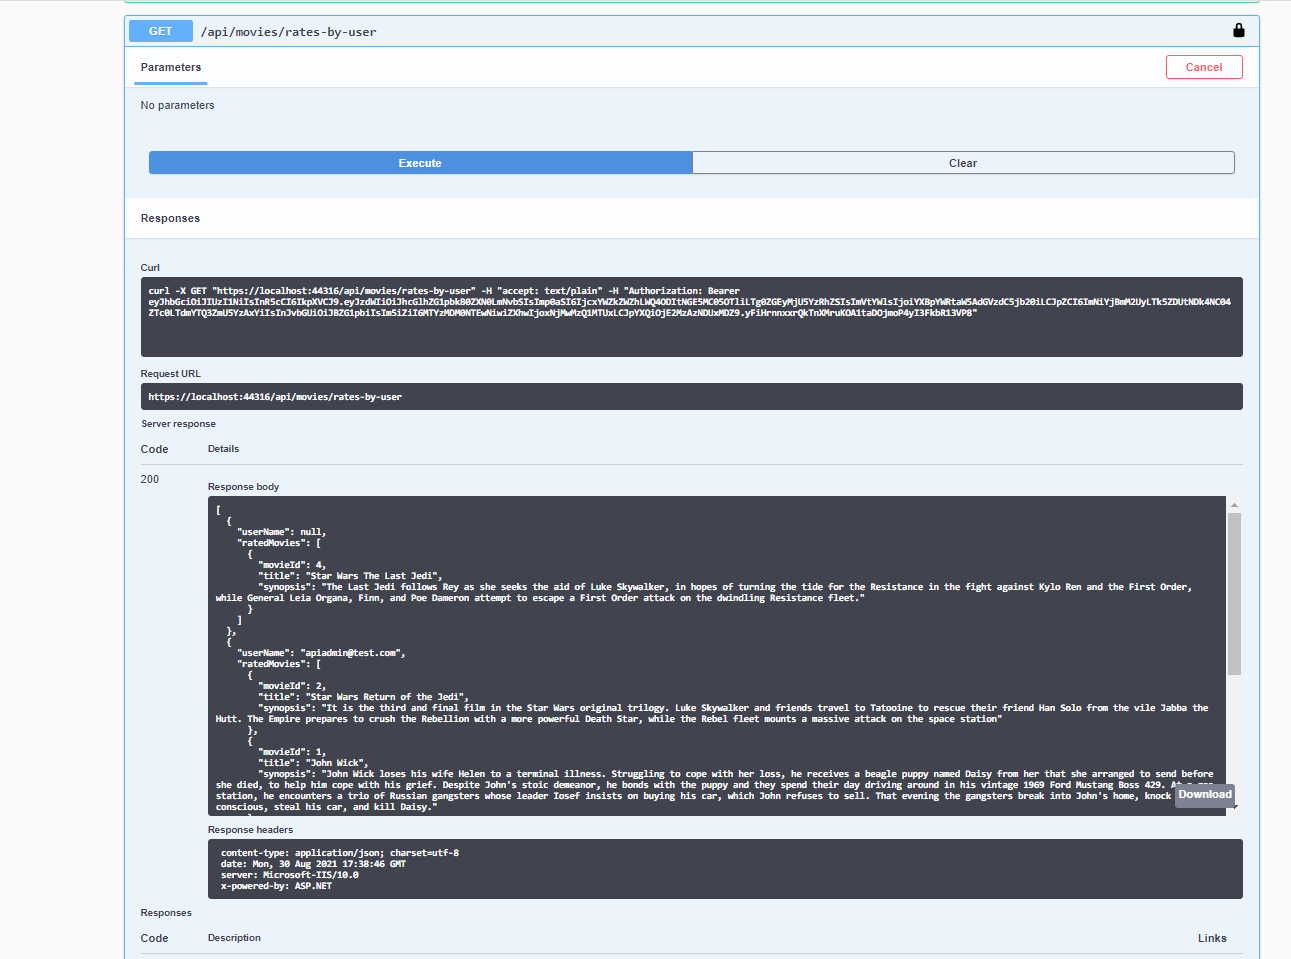 GET /api/movies/rates-by-user
Parameters
Cancel
No parameters
Execute
Clear
Responses
Curl
curl -X GET "https://localhost:44316/api/movies/rates-by-user" -H "accept: text/plain" -H "Authorization: Bearer
Request URL
https://localhost:44316/api/movies/rates-by-user
Server response
Code Details
200
Response body
[
{
"userName": null,
"ratedMovies": [
{
"movieId": 4,
"title": "Star Wars The Last Jedi",
"synopsis": "The Last Jedi follows Rey as she seeks the aid of Luke Skywalker, in hopes of turning the tide for the Resistance in the fight against Kylo Ren and the First Order,
while General Leia Organa, Finn, and Poe Dameron attempt to escape a First Order attack on the dwindling Resistance fleet."
}
]
},
{
"userName": "apiadmin@test.com",
"ratedMovies": [
{
"movieId": 2,
"title": "Star Wars Return of the Jedi",
"synopsis": "It is the third and final film in the Star Wars original trilogy. Luke Skywalker and friends travel to Tatooine to rescue their friend Han Solo from the vile Jabba the
Hutt. The Empire prepares to crush the Rebellion with a more powerful Death Star, while the Rebel fleet mounts a massive attack on the space station"
},
{
"movieId": 1,
"title": "John Wick",
"synopsis": "John Wick loses his wife Helen to a terminal illness. Struggling to cope with her loss, he receives a beagle puppy named Daisy from her that she arranged to send before
she died, to help him cope with his grief. Despite John's stoic demeanor, he bonds with the puppy and they spend their day driving around in his vintage 1969 Ford Mustang Boss 429. A
station, he encounters a trio of Russian gangsters whose leader Iosef insists on buying his car, which John refuses to sell. That evening the gangsters break into John's home, knock
conscious, steal his car, and kill Daisy."
Download
Response headers
content-type: application/json; charset=utf-8
date: Mon, 30 Aug 2021 17:38:46 GMT
server: Microsoft-IIS/10.0
x-powered-by: ASP.NET
Responses
Code Description Links